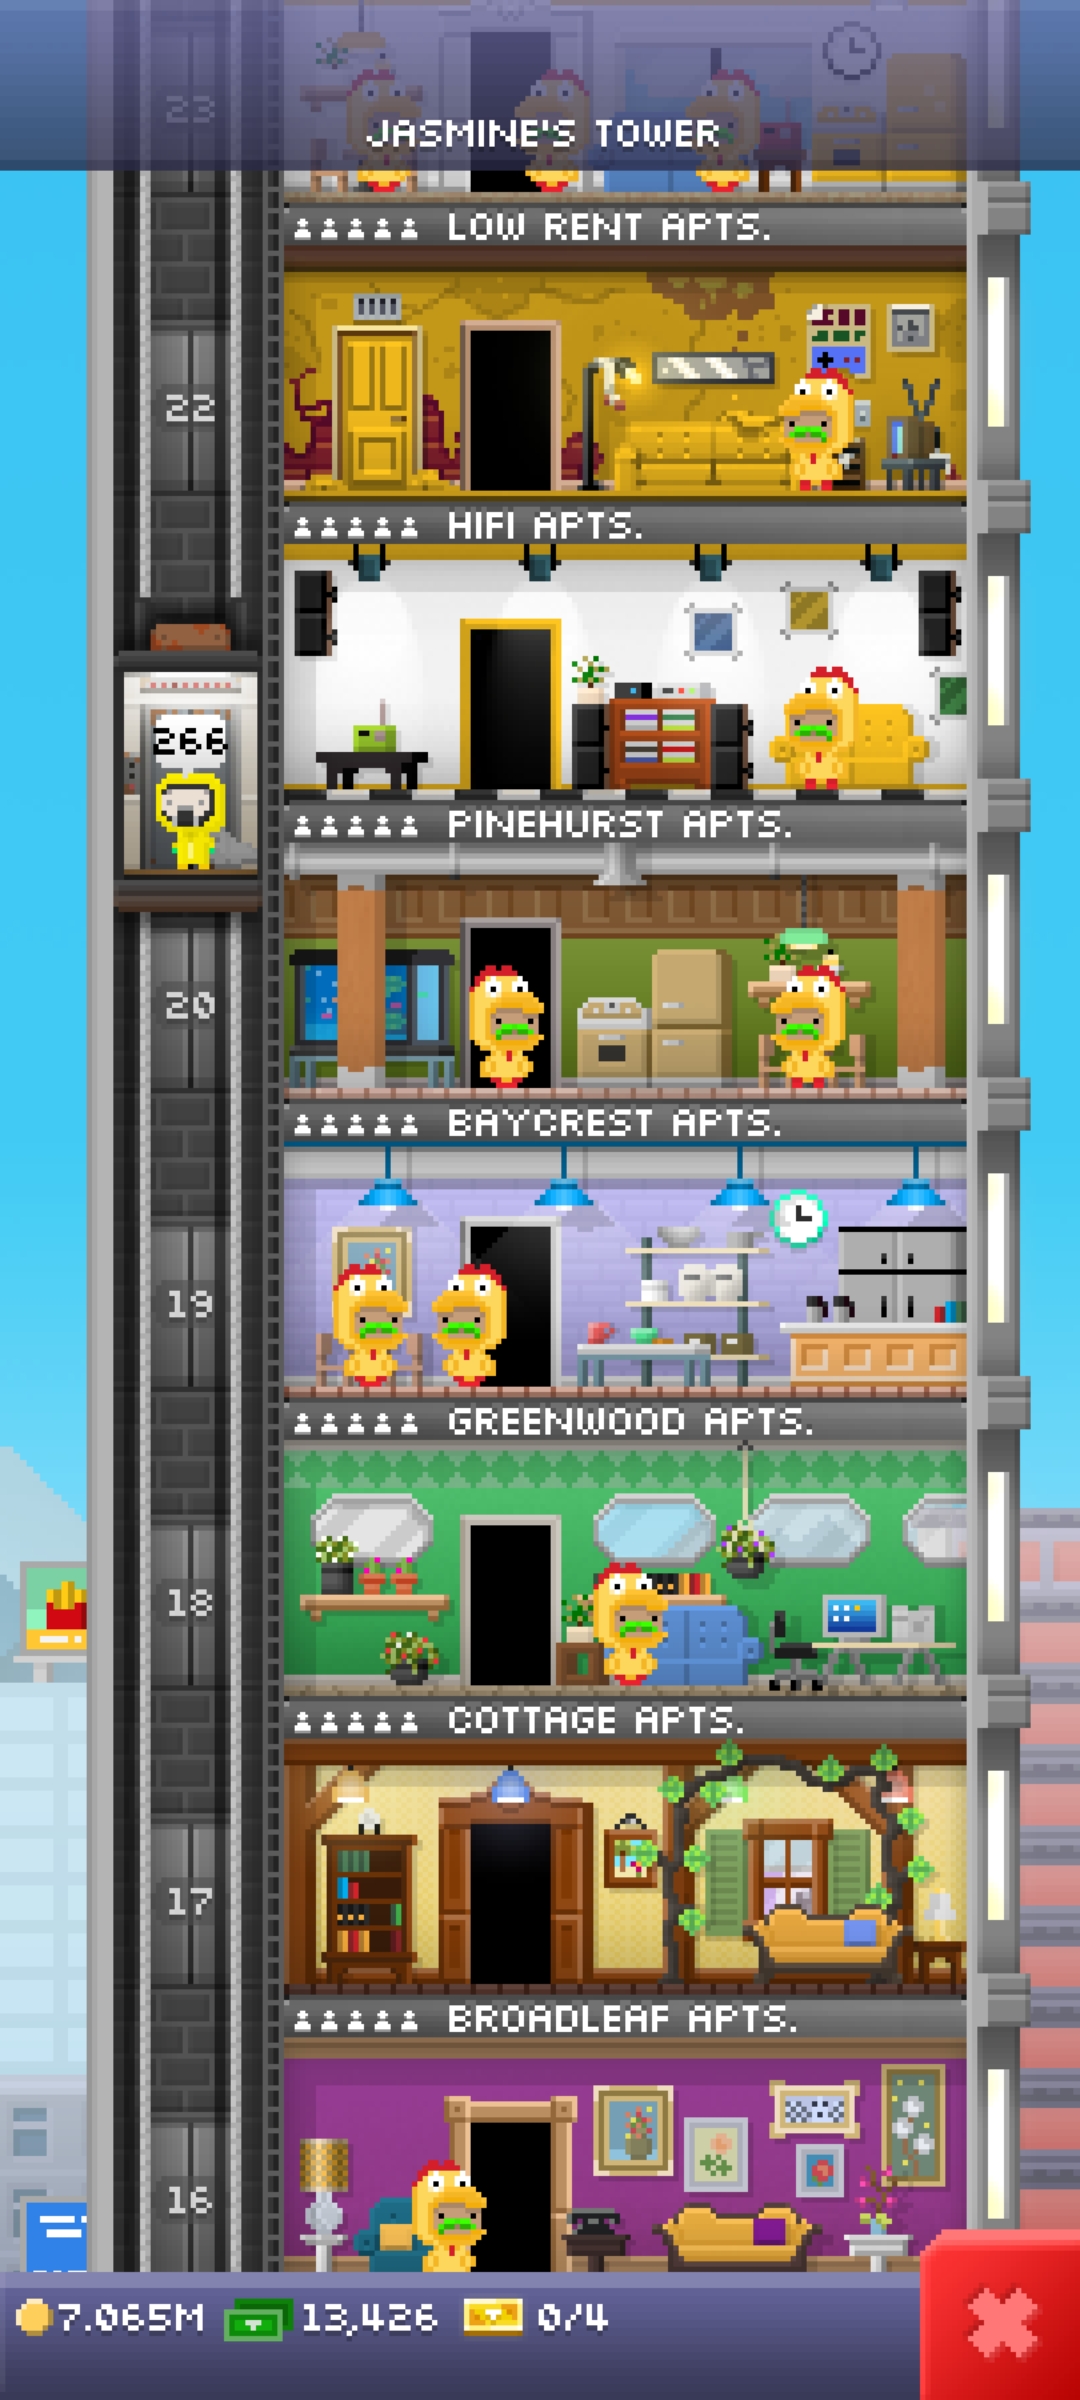 23
JASMINE'S TOWER
LOW RENT APTS.
22
HIFI APTS.
266
PINEHURST APTS.
20
BAYCREST APTS.
19
GREENWOOD APTS.
18
COTTAGE APTS.
17
BROADLEAF APTS.
16
7.065M 13,426 0/4